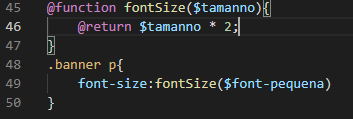 45 @function fontSize($tamanno){
46 @return $tamanno * 2;
47 }
48 .banner p{
49 font-size:fontSize($font-pequena)
50 }